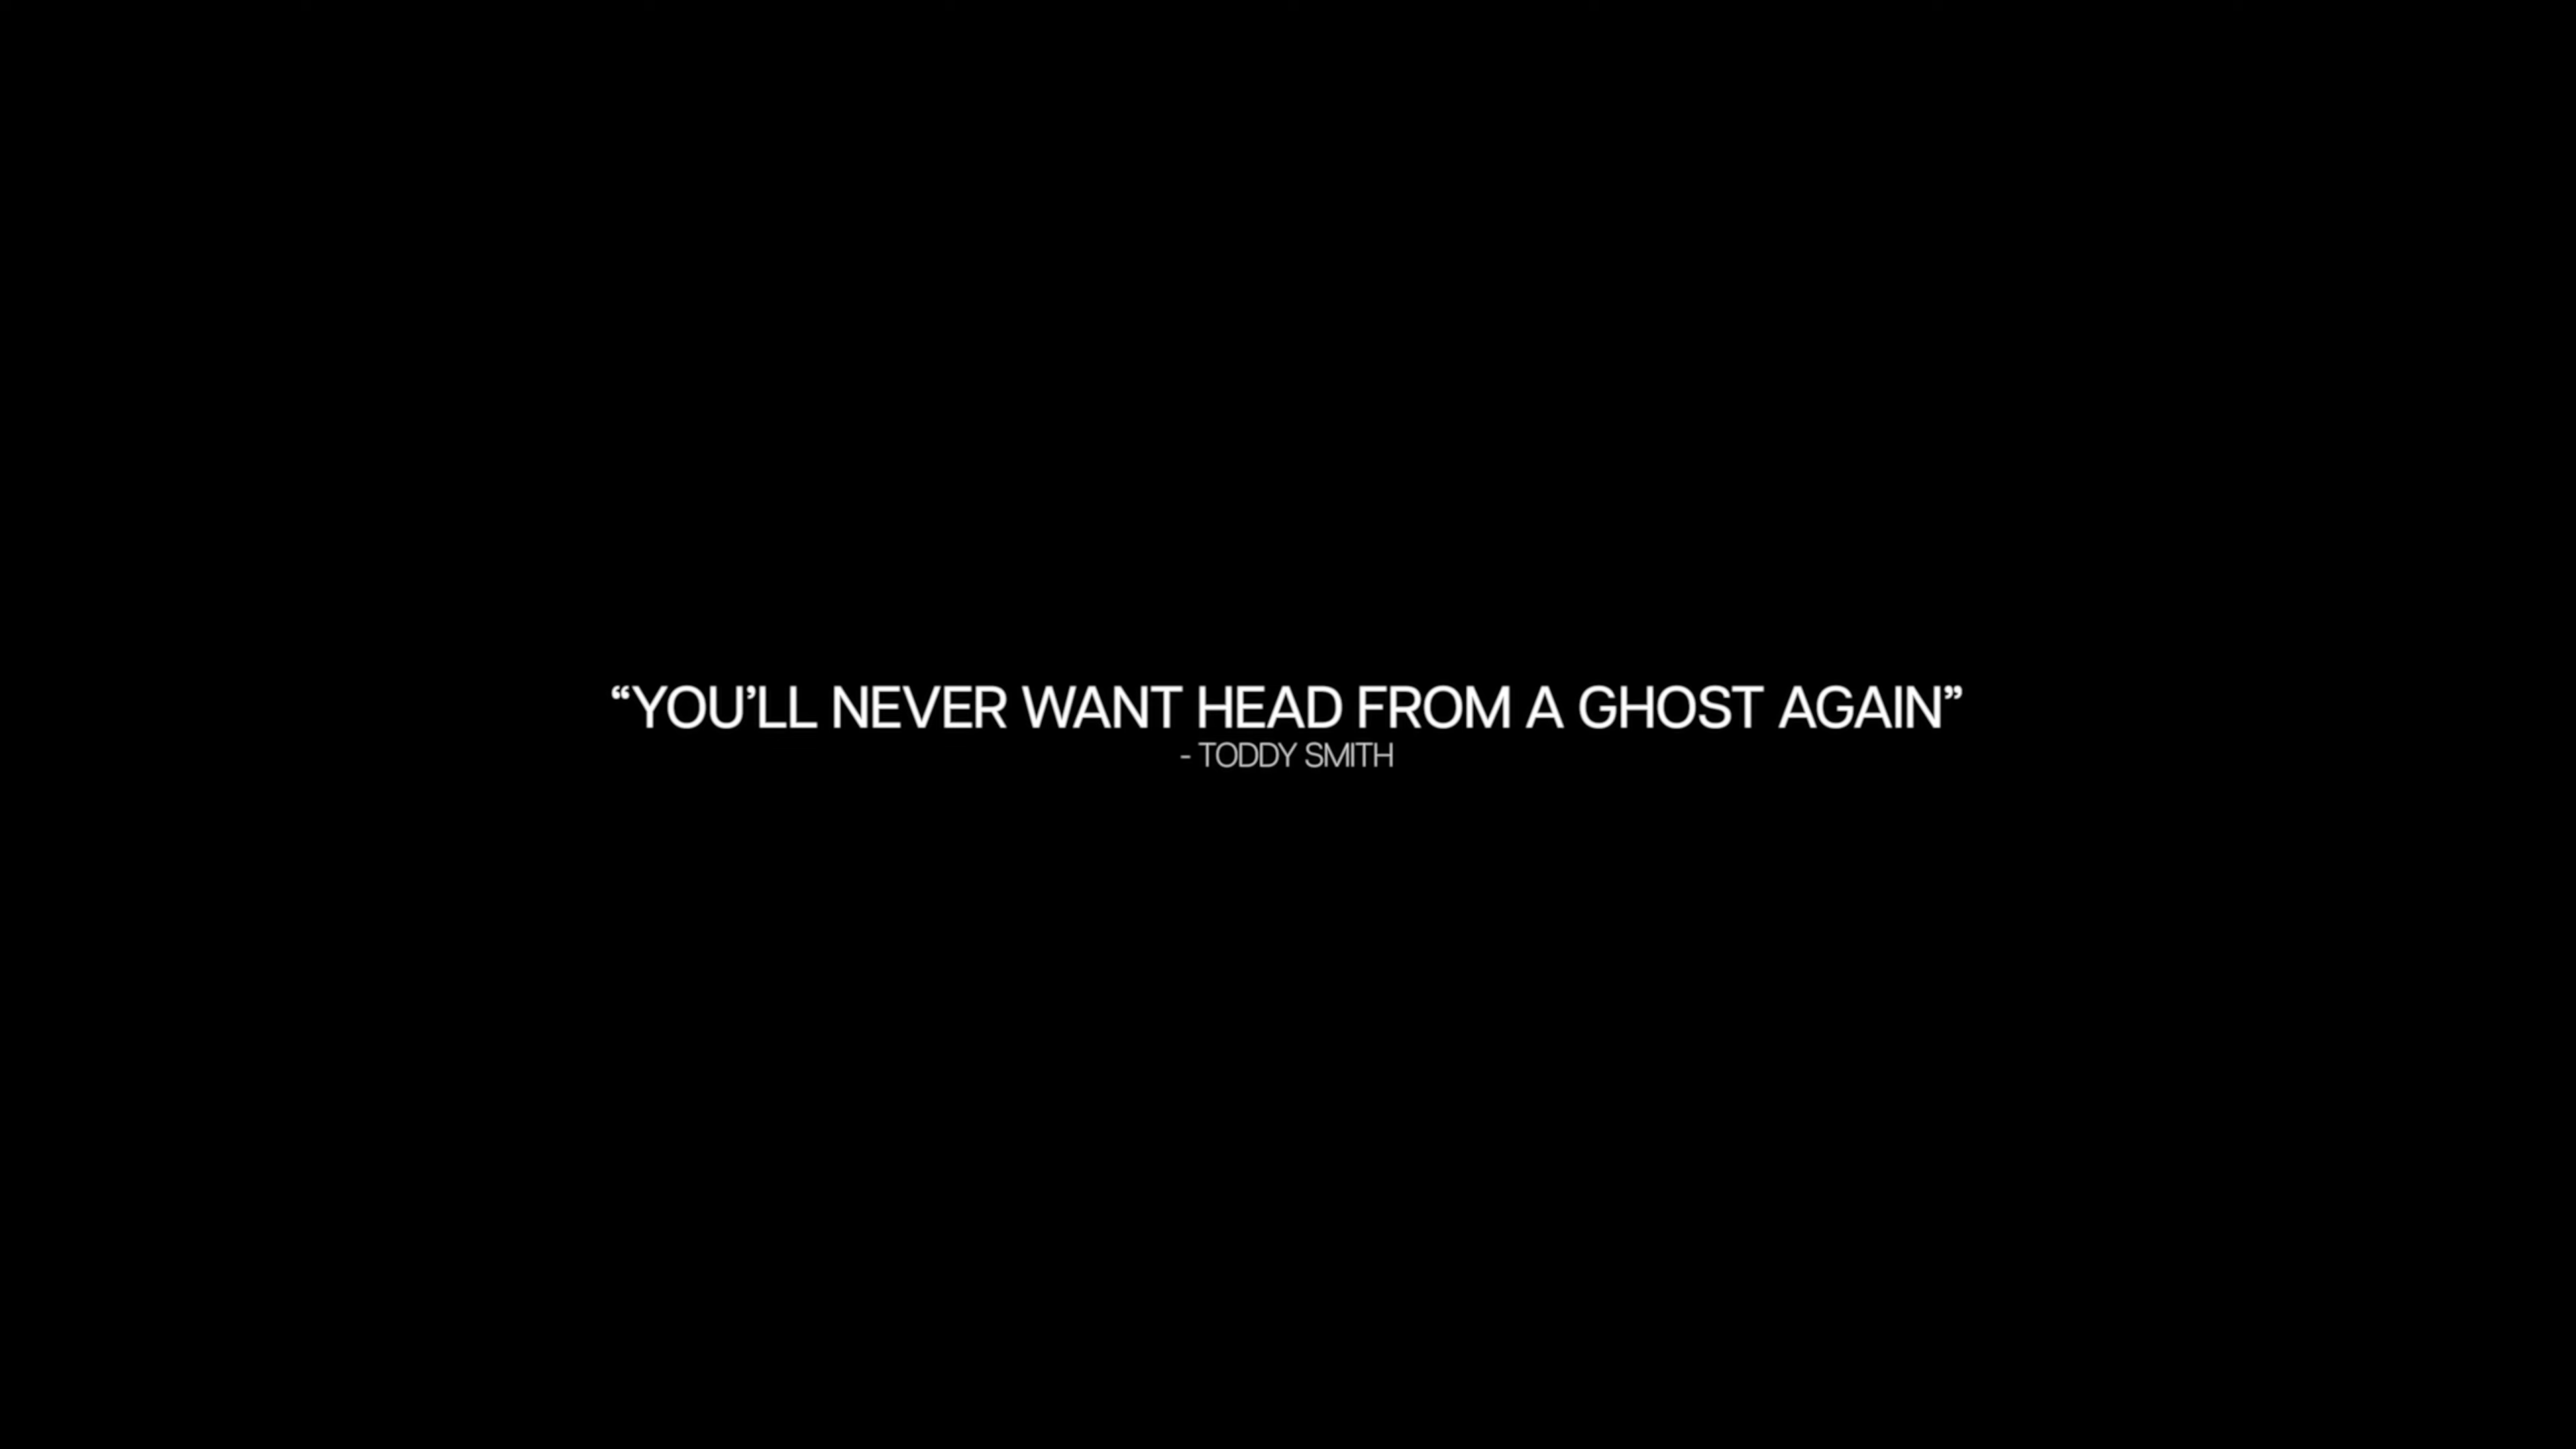 “YOU’LL NEVER WANT HEAD FROM A GHOST AGAIN”
- TODDY SMITH